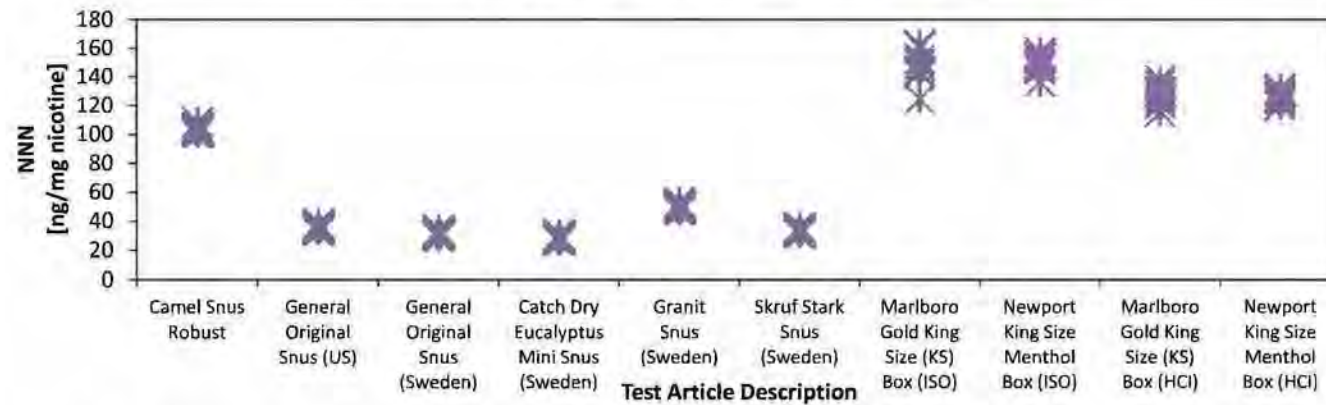 180
160
140
120
100
80
60
40
20
0
NNN
[ng/mg nicotine]
Camel Snus
Robust
General
Original
Snus (US)
General
Original
Snus
(Sweden)
Catch Dry
Eucalyptus
Mini Snus
(Sweden)
Granit
Snus
(Sweden)
Skruf Stark
Snus
(Sweden)
Marlboro
Gold King
Size (KS)
Box (ISO)
Newport
King Size
Menthol
Box (ISO)
Marlboro
Gold King
Size (KS)
Box (HCI)
Newport
King Size
Menthol
Box (HCI)
Test Article Description